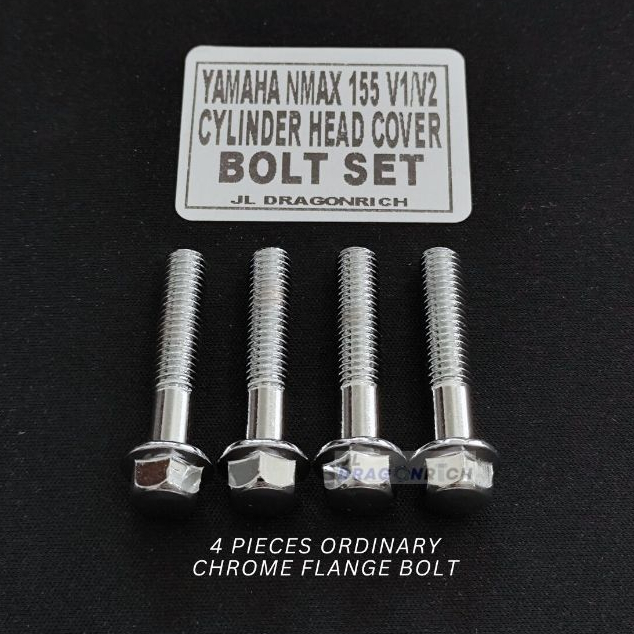 YAMAHA NMAX 155 V1/V2
CYLINDER HEAD COVER
BOLT SET
JL DRAGONRICH
JL
DRAGONRICH
4 PIECES ORDINARY
CHROME FLANGE BOLT